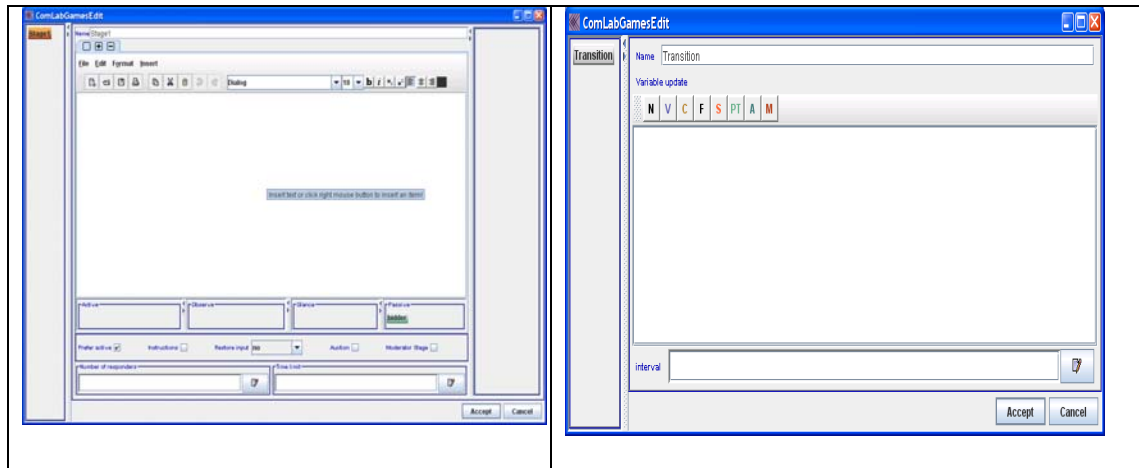 ComLabGamesEdit
Stage1
Name Stage1
File Edit Format Insert
Dialog 10 b i
Insert text or click right mouse button to insert an item!
Active Observe Glance Passive
bidder
Prefer active Instructions Restore input no Auction Moderator Stage
Number of responders Time limit
Accept Cancel
ComLabGamesEdit
Transition
Name Transition
Variable update
N V C F S PT A M
interval
Accept Cancel